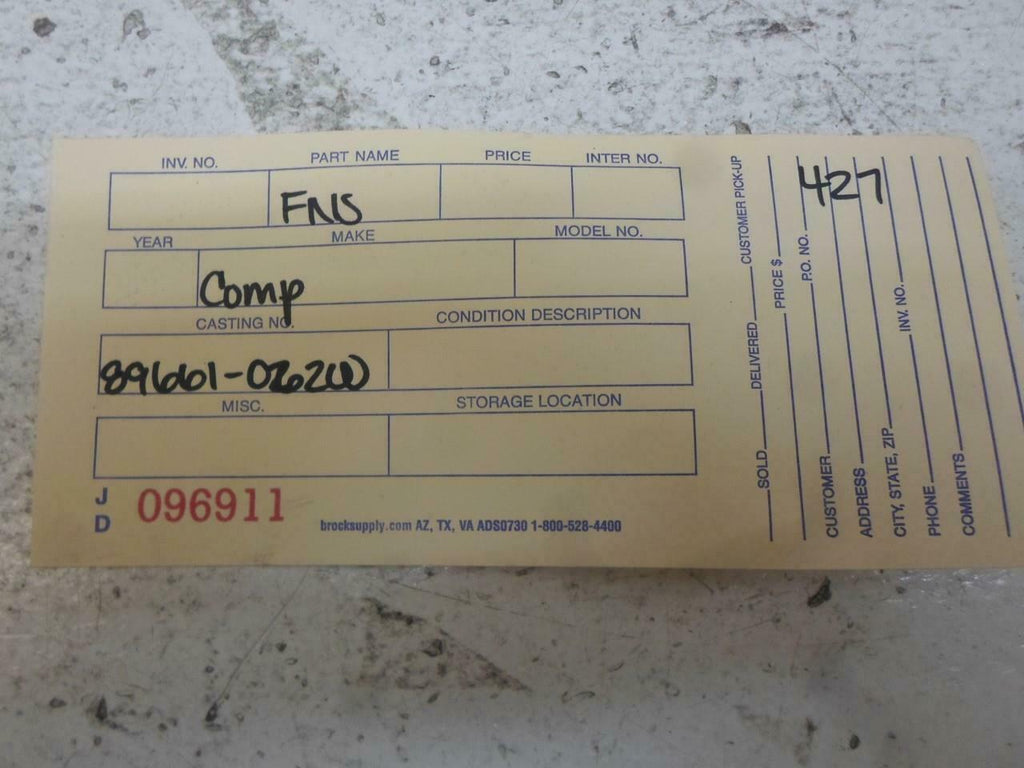 INV. NO. PART NAME PRICE INTER NO.
FNS
YEAR MAKE MODEL NO.
Comp
CASTING NO. CONDITION DESCRIPTION
89661-0262W
MISC. STORAGE LOCATION
J D 096911
brocksupply.com AZ, TX, VA ADS0730 1-800-528-4400
SOLD DELIVERED CUSTOMER PICK-UP
PRICE $
P.O. NO.
427
CUSTOMER
ADDRESS
CITY, STATE, ZIP
PHONE INV. NO.
COMMENTS